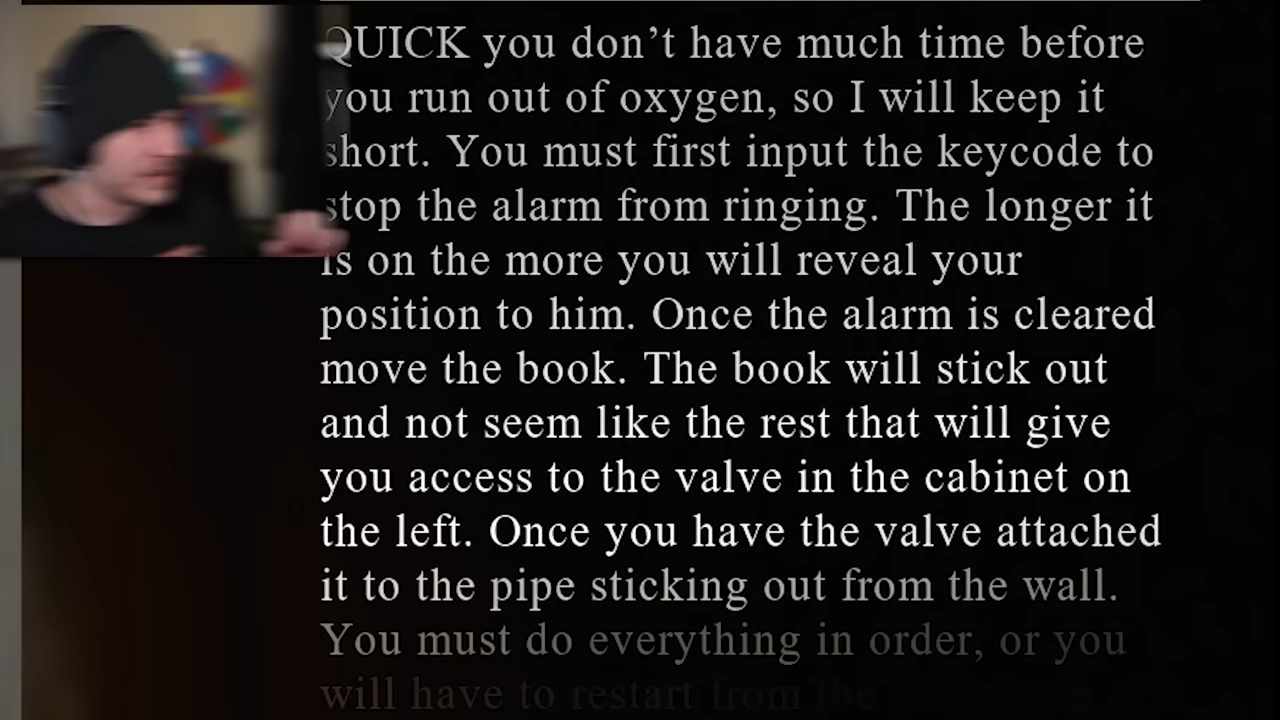 QUICK you don’t have much time before
you run out of oxygen, so I will keep it
short. You must first input the keycode to
stop the alarm from ringing. The longer it
is on the more you will reveal your
position to him. Once the alarm is cleared
move the book. The book will stick out
and not seem like the rest that will give
you access to the valve in the cabinet on
the left. Once you have the valve attached
it to the pipe sticking out from the wall.
You must do everything in order, or you
will have to restart from the